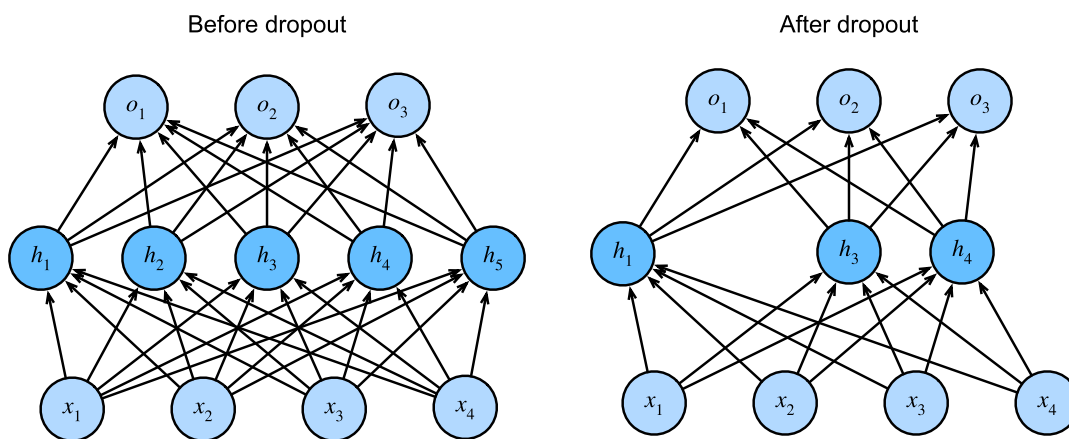 Before dropout
o1 o2 o3
h1 h2 h3 h4 h5
x1 x2 x3 x4
After dropout
o1 o2 o3
h1 h3 h4
x1 x2 x3 x4